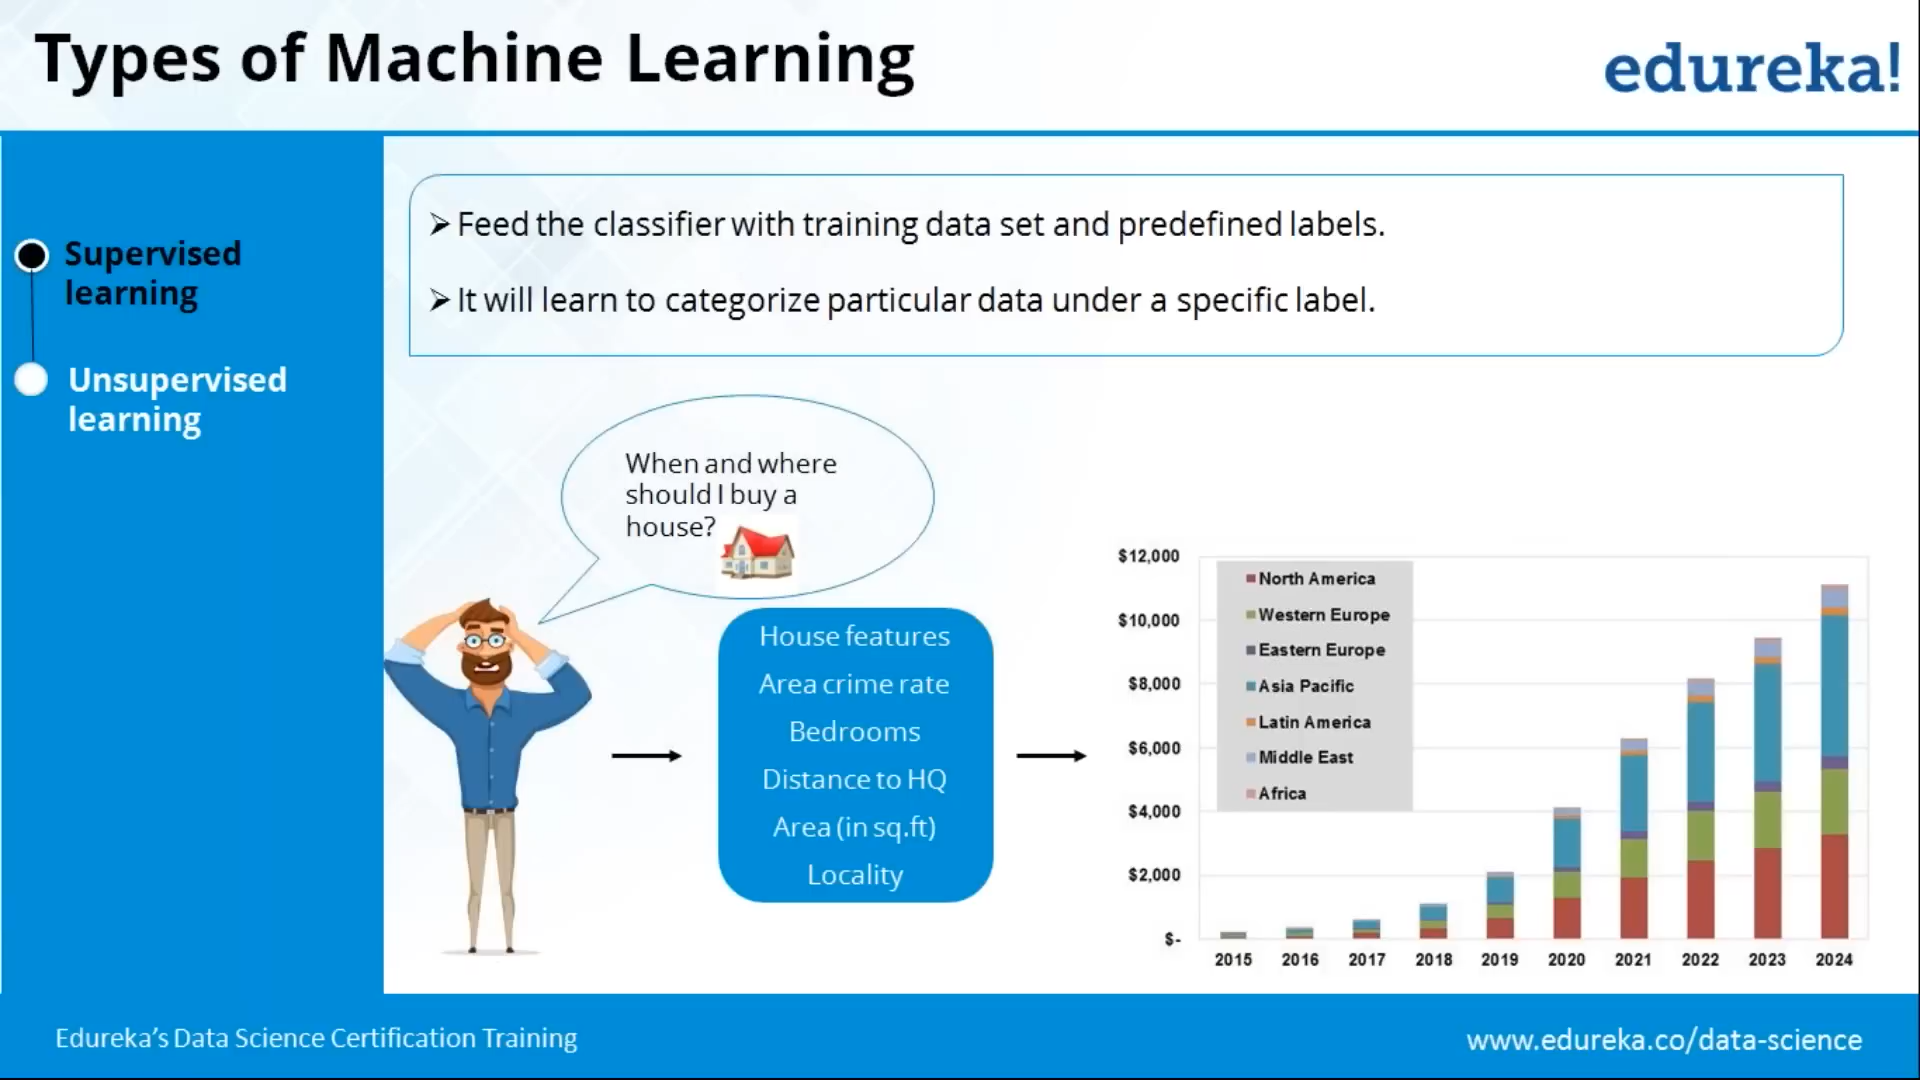 Types of Machine Learning
edureka!
Supervised
learning
Unsupervised
learning
➢ Feed the classifier with training data set and predefined labels.
➢ It will learn to categorize particular data under a specific label.
When and where
should I buy a
house?
House features
Area crime rate
Bedrooms
Distance to HQ
Area (in sq.ft)
Locality
$12,000
$10,000
$8,000
$6,000
$4,000
$2,000
$-
North America
Western Europe
Eastern Europe
Asia Pacific
Latin America
Middle East
Africa
2015 2016 2017 2018 2019 2020 2021 2022 2023 2024
Edureka’s Data Science Certification Training
www.edureka.co/data-science